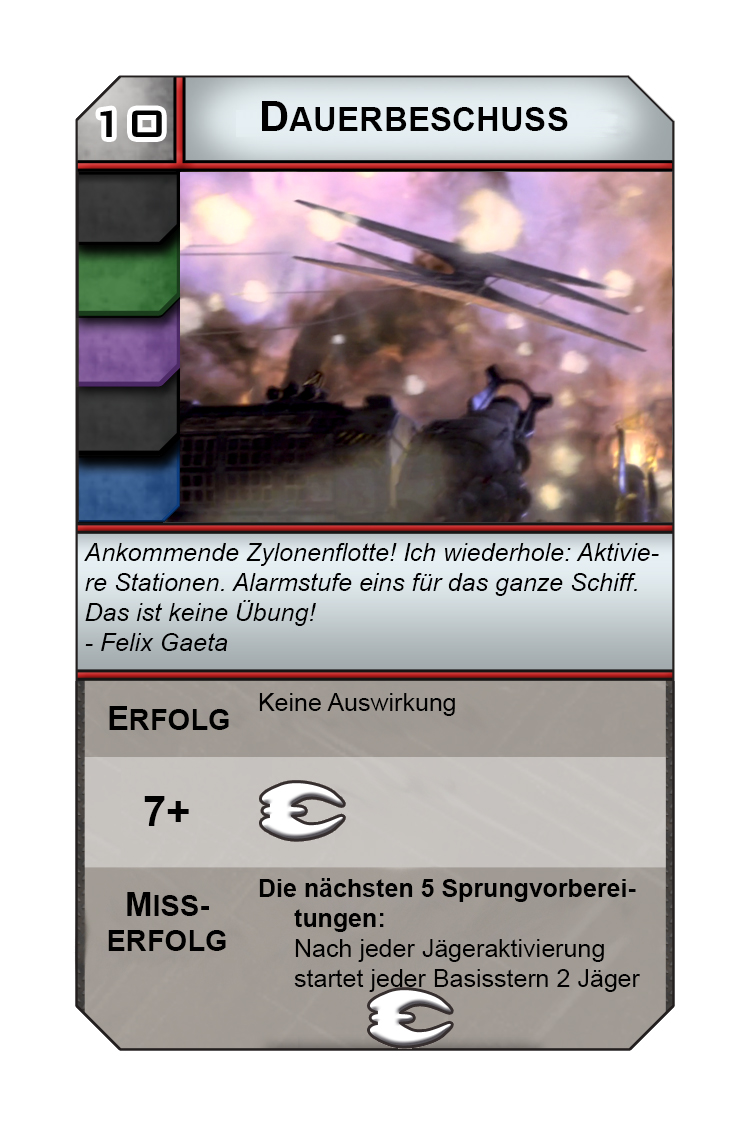 10
DAUERBESCHUSS
Ankommende Zylonenflotte! Ich wiederhole: Aktivie-
re Stationen. Alarmstufe eins für das ganze Schiff.
Das ist keine Übung!
- Felix Gaeta
ERFOLG
Keine Auswirkung
7+
MISS-
ERFOLG
Die nächsten 5 Sprungvorberei-
tungen:
Nach jeder Jägeraktivierung
startet jeder Basisstern 2 Jäger